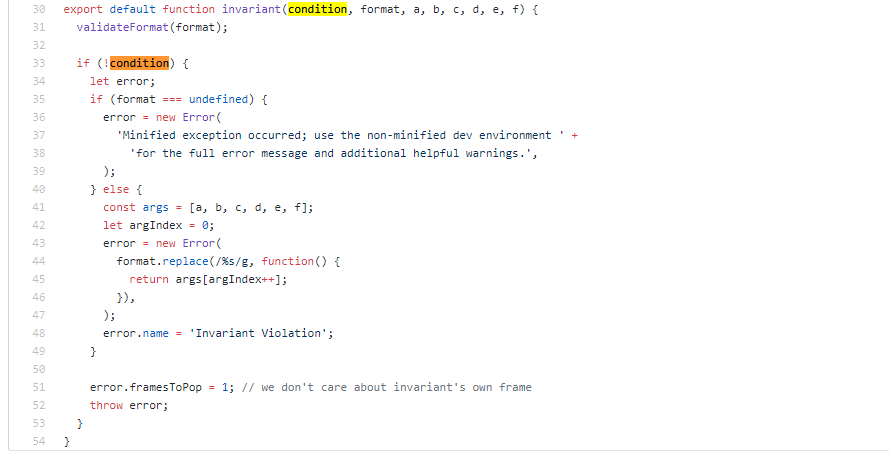 30 export default function invariant(condition, format, a, b, c, d, e, f) {
31   validateFormat(format);
32
33   if (!condition) {
34     let error;
35     if (format === undefined) {
36       error = new Error(
37         'Minified exception occurred; use the non-minified dev environment ' +
38           'for the full error message and additional helpful warnings.',
39       );
40     } else {
41       const args = [a, b, c, d, e, f];
42       let argIndex = 0;
43       error = new Error(
44         format.replace(/%s/g, function() {
45           return args[argIndex++];
46         }),
47       );
48       error.name = 'Invariant Violation';
49     }
50
51     error.framesToPop = 1; // we don't care about invariant's own frame
52     throw error;
53   }
54 }